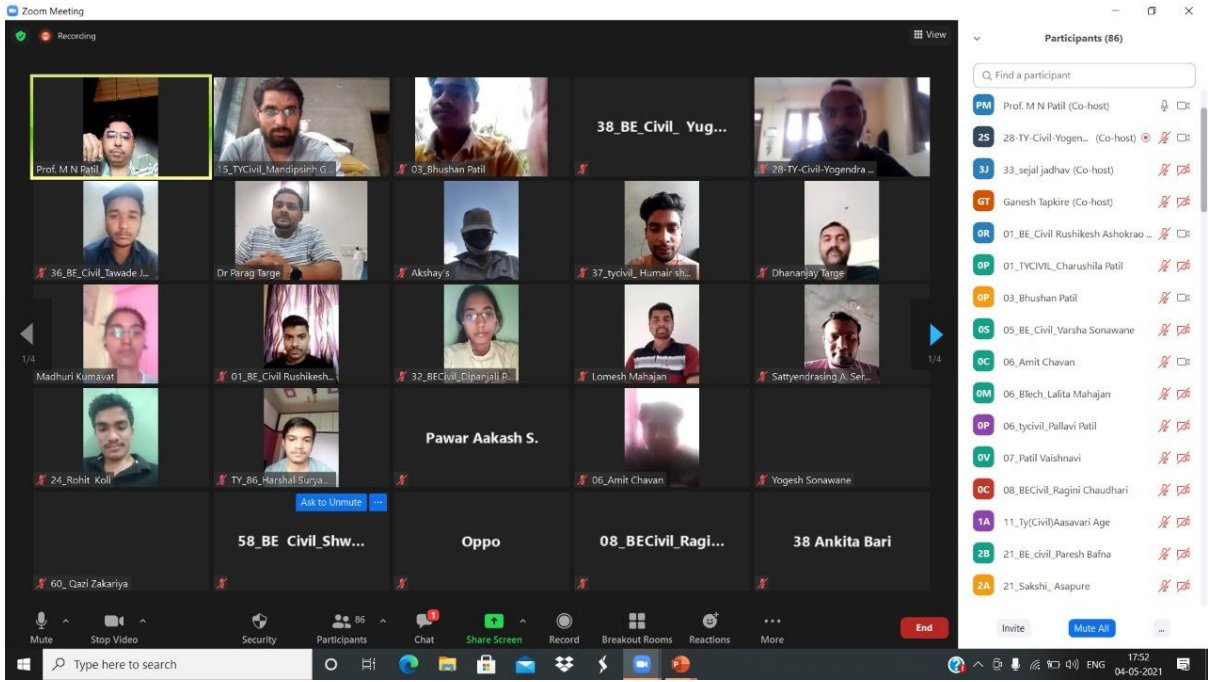 Zoom Meeting
Recording
View
Prof. M N Patil
15_TYCivil_Mandipsinh G...
03_Bhushan Patil
38_BE_Civil_ Yug...
28-TY-Civil-Yogendra ...
36_BE_Civil_Tawade J...
Dr Parag Targe
Akshay's
37_tycivil_ Humair sh...
Dhananjay Targe
1/4
1/4
Madhuri Kumavat
01_BE_Civil Rushikesh...
32_BECivil_Dipanjali P...
Lomesh Mahajan
Sattyendrasing A. Ser...
24_Rohit Koli
TY_86_Harshal Surya...
Pawar Aakash S.
06_Amit Chavan
Yogesh Sonawane
Ask to Unmute ...
60_ Qazi Zakariya
58_BE Civil_Shw...
Oppo
08_BECivil_Ragi...
38 Ankita Bari
Mute
Stop Video
Security
Participants
86
Chat
1
Share Screen
Record
Breakout Rooms
Reactions
More
End
Participants (86)
Find a participant
PM Prof. M N Patil (Co-host)
2S 28-TY-Civil-Yogen... (Co-host)
3J 33_sejal jadhav (Co-host)
GT Ganesh Tapkire (Co-host)
0R 01_BE_Civil Rushikesh Ashokrao ...
0P 01_TYCIVIL_Charushila Patil
0P 03_Bhushan Patil
0S 05_BE_Civil_Varsha Sonawane
0C 06_Amit Chavan
0M 06_BTech_Lalita Mahajan
0P 06_tycivil_Pallavi Patil
0V 07_Patil Vaishnavi
0C 08_BECivil_Ragini Chaudhari
1A 11_Ty(Civil)Aasavari Age
2B 21_BE_civil_Paresh Bafna
2A 21_Sakshi_ Asapure
Invite
Mute All
...
Type here to search
ENG
17:52
04-05-2021